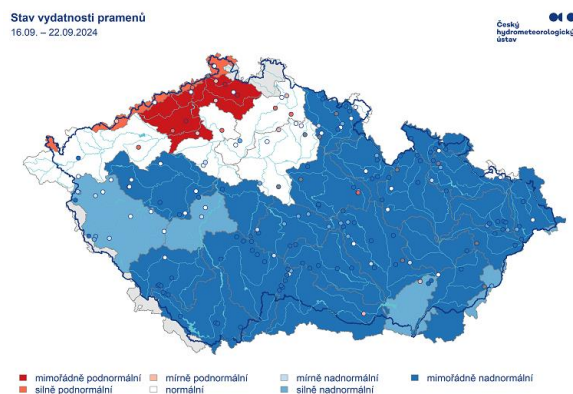 Stav vydatnosti pramenů
16.09. – 22.09.2024
Český
hydrometeorologický
ústav
mimořádně podnormální
mírně podnormální
mírně nadnormální
mimořádně nadnormální
silně podnormální
normální
silně nadnormální